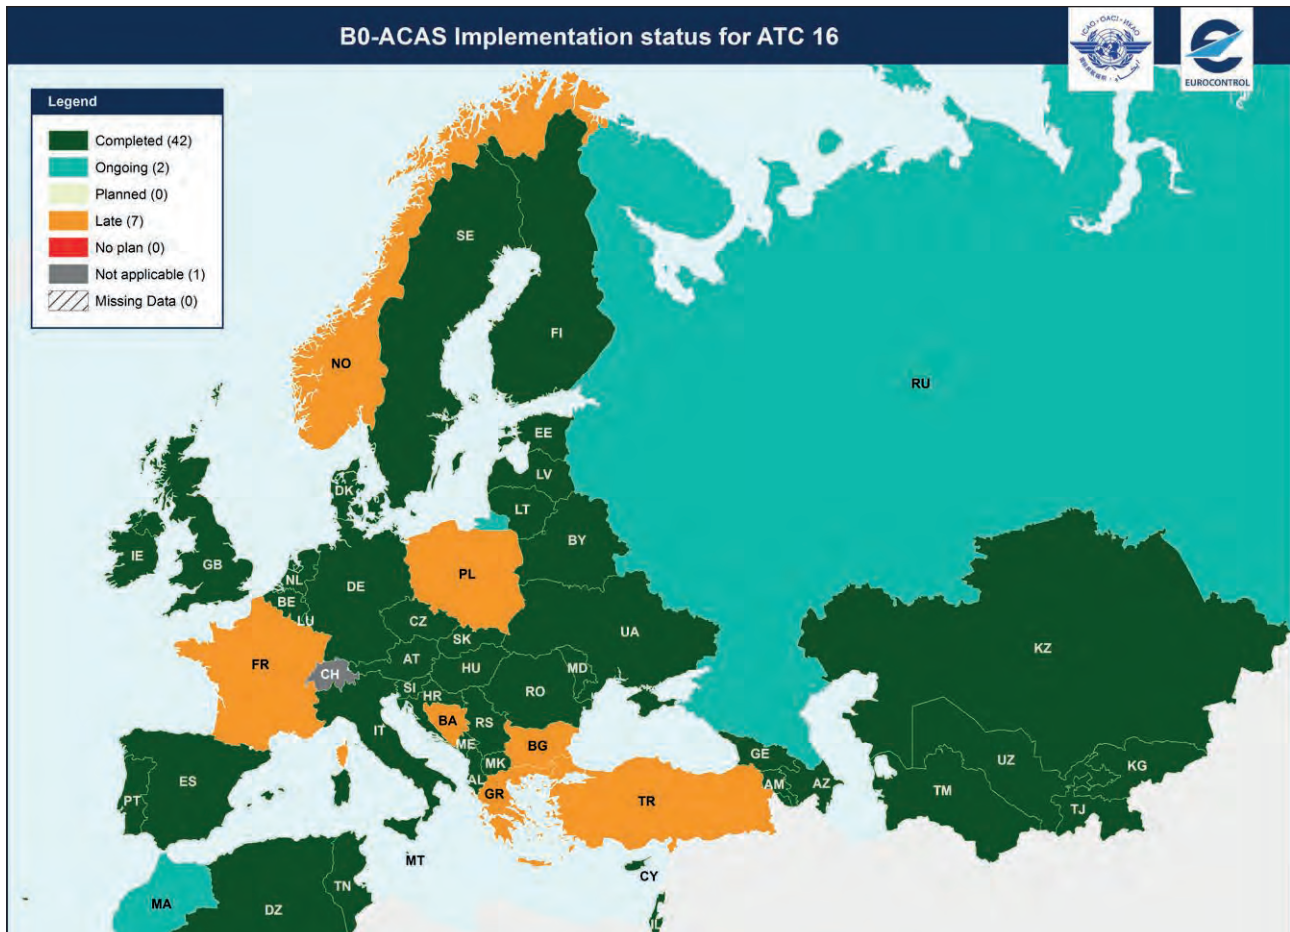 B0-ACAS Implementation status for ATC 16
ICAO · OACI · ИКАО
EUROCONTROL
Legend
Completed (42)
Ongoing (2)
Planned (0)
Late (7)
No plan (0)
Not applicable (1)
Missing Data (0)
SE
FI
NO
RU
EE
LV
DK
LT
BY
IE
GB
NL
DE
PL
BE
LU
CZ
UA
SK
KZ
FR
AT
HU
MD
CH
SI
HR
RO
IT
BA
RS
ME
BG
GE
UZ
KG
MK
AL
ES
PT
GR
TR
AM
AZ
TM
TJ
MT
CY
TN
MA
DZ
IL